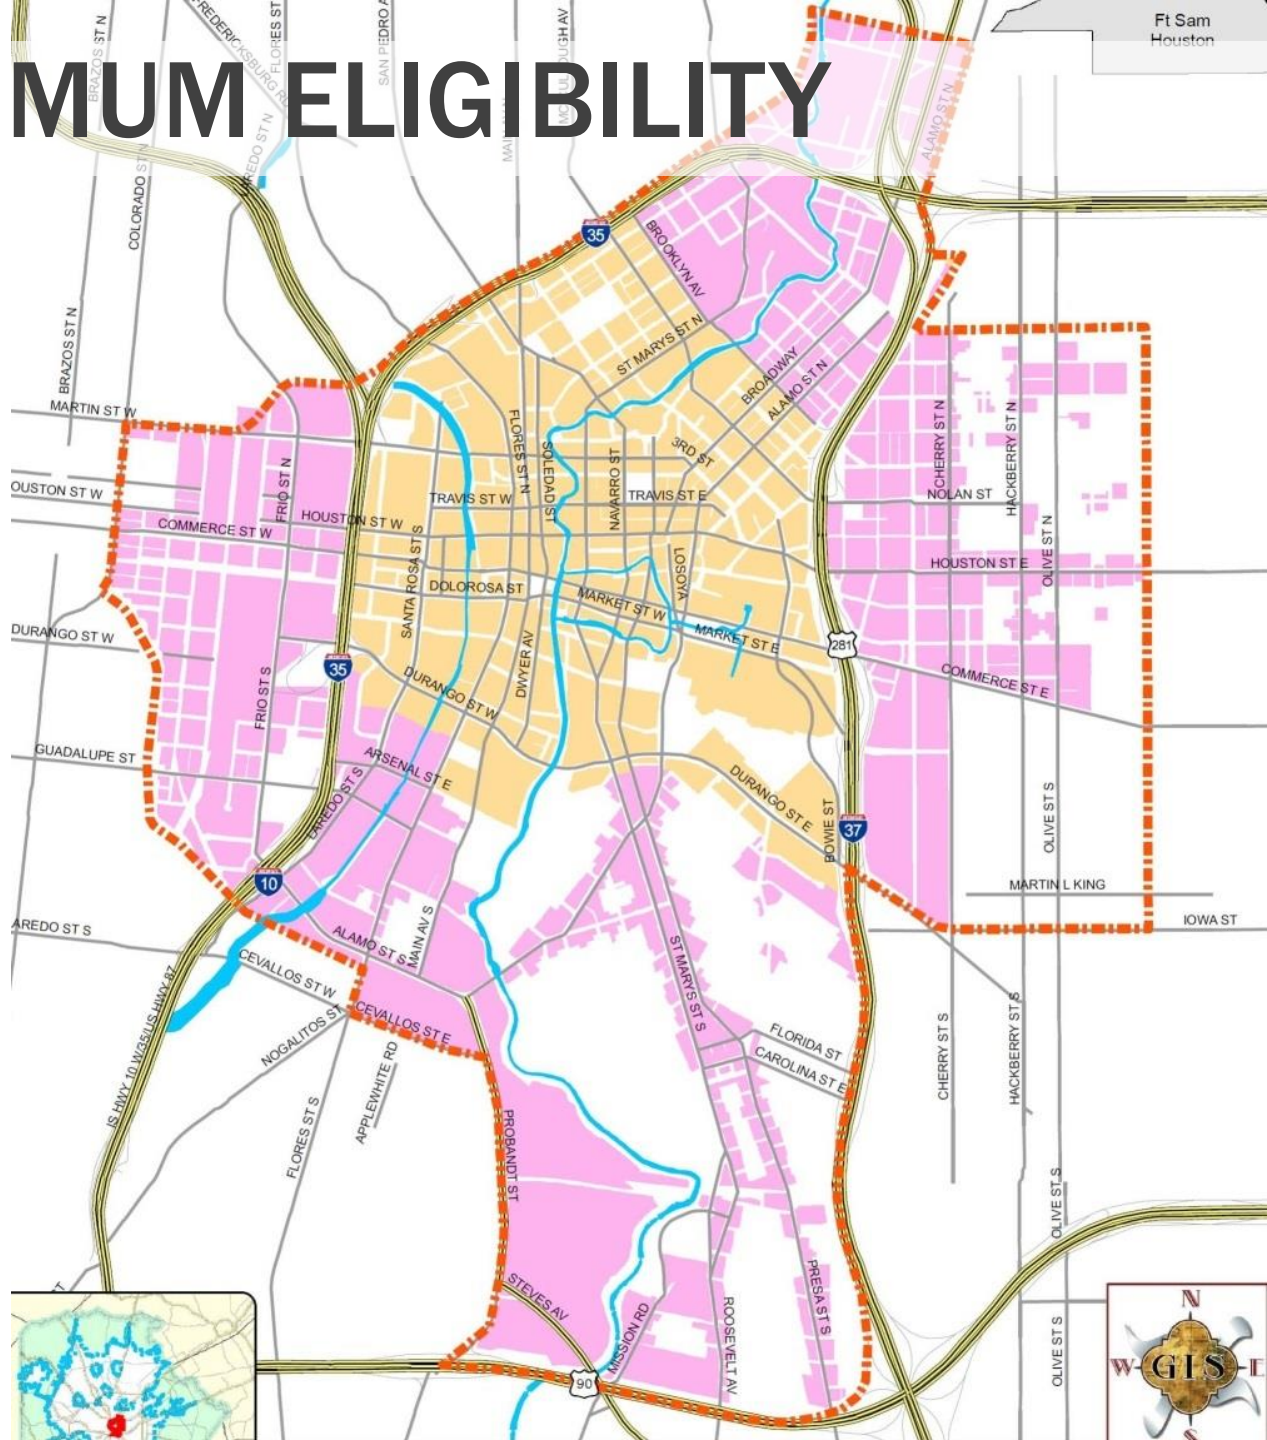 BRAZOS ST N
FREDERICKSBURG RD
FLORES ST
SAN PEDRO A
Ft Sam
Houston
MUM ELIGIBILITY
ALAMO ST N
COLORADO ST N
35
BROOKLYN AV
BRAZOS ST N
ST MARYS ST N
BROADWAY
ALAMO ST N
MARTIN ST W
FLORES ST N
SOLEDAD ST
NAVARRO ST
3RD ST
CHERRY ST N
HACKBERRY ST N
OUSTON ST W
FRIO ST N
TRAVIS ST W
TRAVIS ST E
NOLAN ST
COMMERCE ST W
HOUSTON ST W
OLIVE ST N
SANTA ROSA ST S
LOSOYA
HOUSTON ST E
DOLOROSA ST
MARKET ST W
MARKET ST E
DURANGO ST W
281
35
DWYER AV
COMMERCE ST E
FRIO ST S
DURANGO ST W
GUADALUPE ST
ARSENAL ST E
LAREDO ST S
DURANGO ST E
BOWIE ST
37
OLIVE ST S
10
MARTIN L KING
IOWA ST
AREDO ST S
ALAMO ST S
MAIN AV S
ST MARYS ST S
CEVALLOS ST W
IS HWY 10 W/35/US HWY 87
NOGALITOS ST
CEVALLOS ST E
FLORIDA ST
CAROLINA ST E
CHERRY ST S
HACKBERRY ST S
APPLEWHITE RD
FLORES ST S
PROBANDT ST
OLIVE ST S
STEVES AV
PRESA ST S
MISSION RD
ROOSEVELT AV
90
OLIVE ST S
ST
N
W GIS E
S